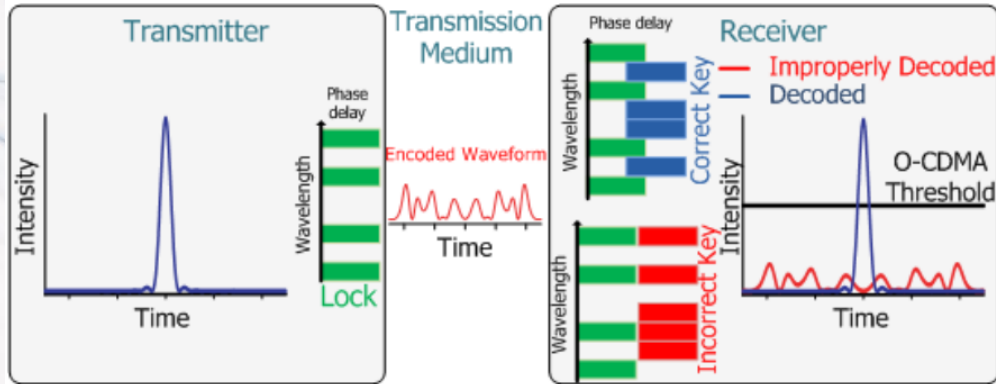 Transmitter
Intensity
Time
Phase
delay
Wavelength
Lock
Transmission
Medium
Encoded Waveform
Time
Receiver
Phase delay
Wavelength
Correct Key
Wavelength
Incorrect Key
Improperly Decoded
Decoded
O-CDMA
Threshold
Intensity
Time